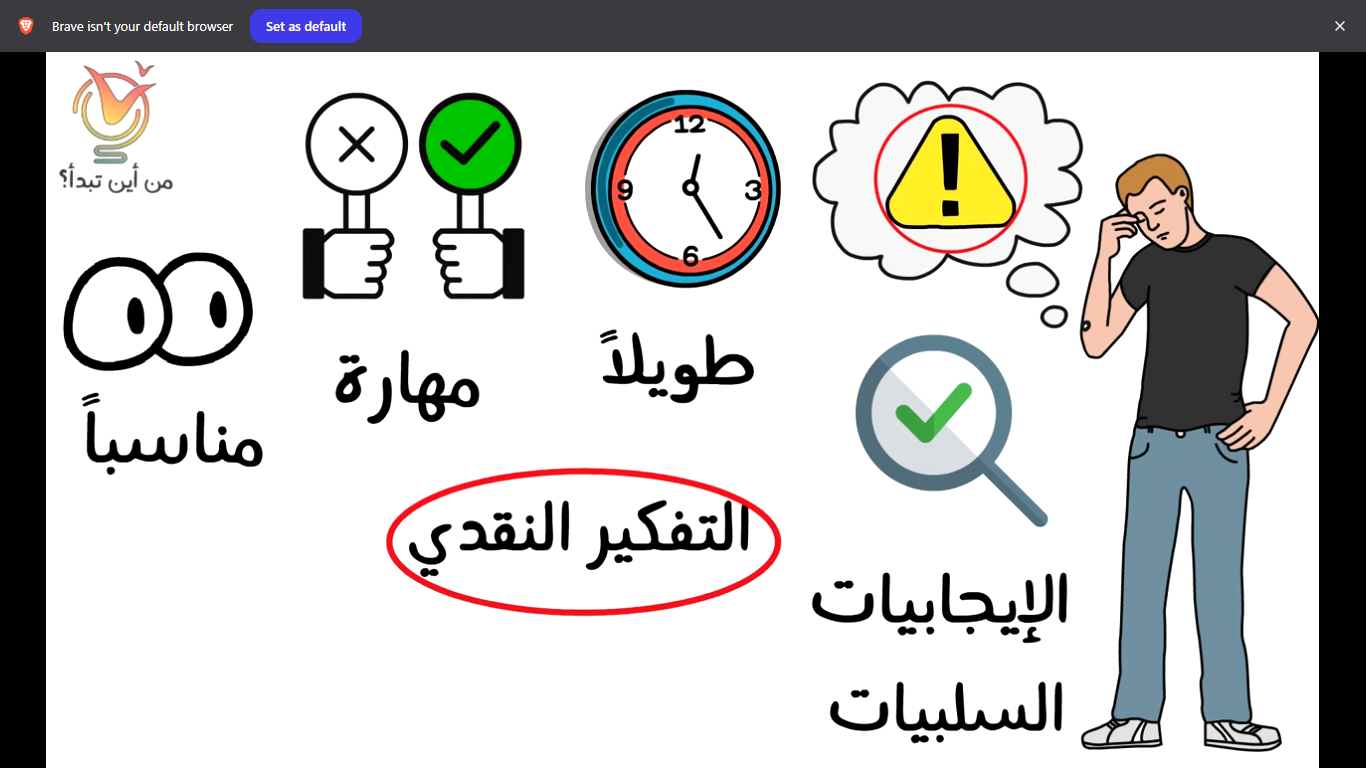 Brave isn't your default browser
Set as default
من أين تبدأ؟
12
3
6
9
طويلاً
مهارة
مناسباً
التفكير النقدي
الإيجابيات
السلبيات